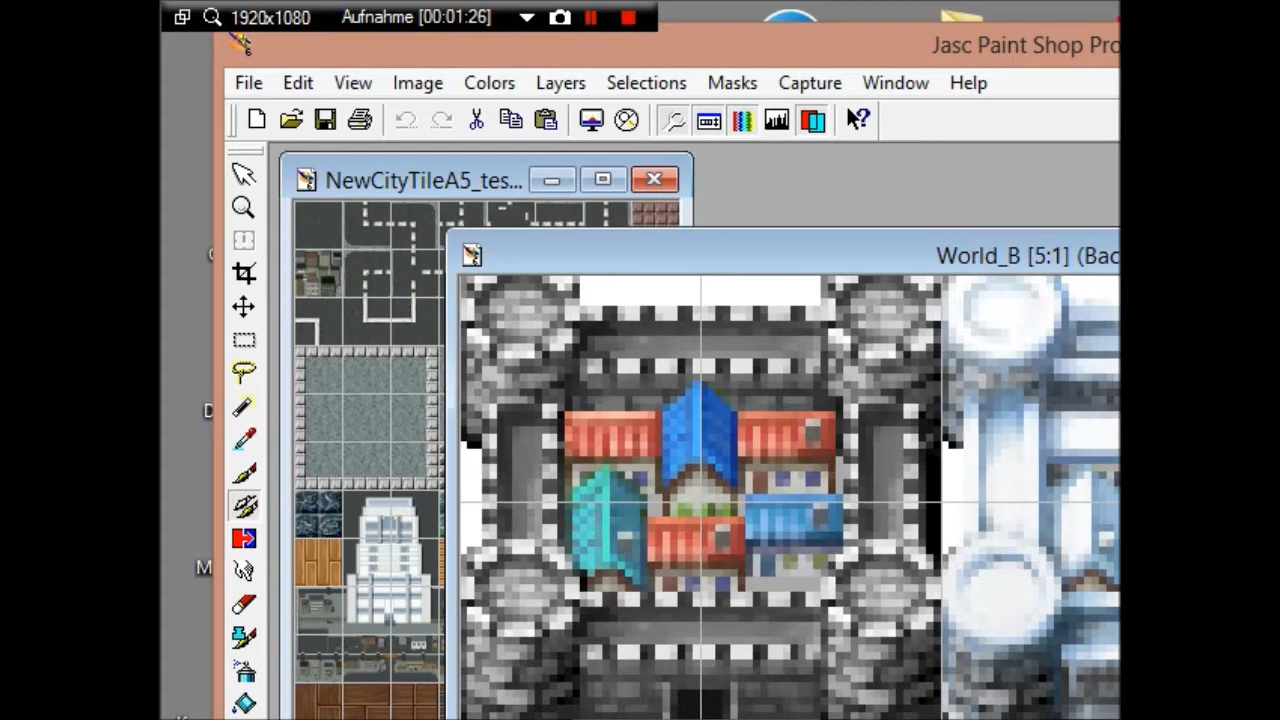 1920x1080 Aufnahme [00:01:26]
Jasc Paint Shop Pro
File Edit View Image Colors Layers Selections Masks Capture Window Help
NewCityTileA5_tes...
World_B [5:1] (Bac
D
M